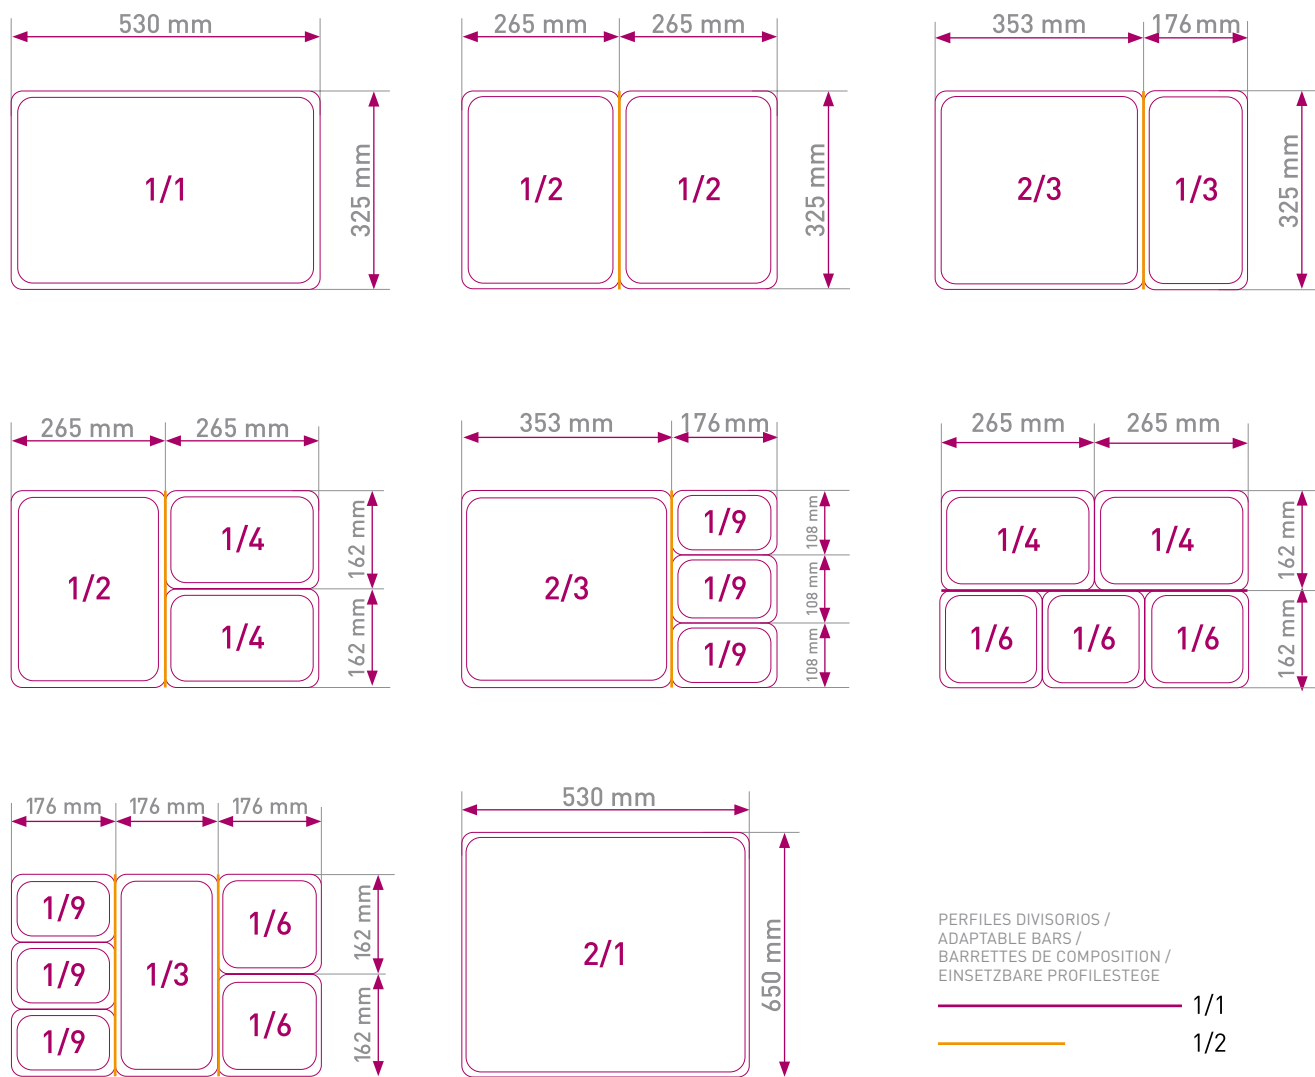 530 mm
265 mm 265 mm
353 mm 176 mm
1/1
325 mm
1/2 1/2
325 mm
2/3 1/3
325 mm
265 mm 265 mm
353 mm 176 mm
265 mm 265 mm
1/2
1/4
162 mm
1/4
162 mm
2/3
1/9
108 mm
1/9
108 mm
1/9
108 mm
1/4 1/4
162 mm
1/6 1/6 1/6
162 mm
176 mm 176 mm 176 mm
530 mm
1/9
1/9
1/9
1/3
1/6
162 mm
1/6
162 mm
2/1
650 mm
PERFILES DIVISORIOS /
ADAPTABLE BARS /
BARRETTES DE COMPOSITION /
EINSETZBARE PROFILESTEGE
1/1
1/2